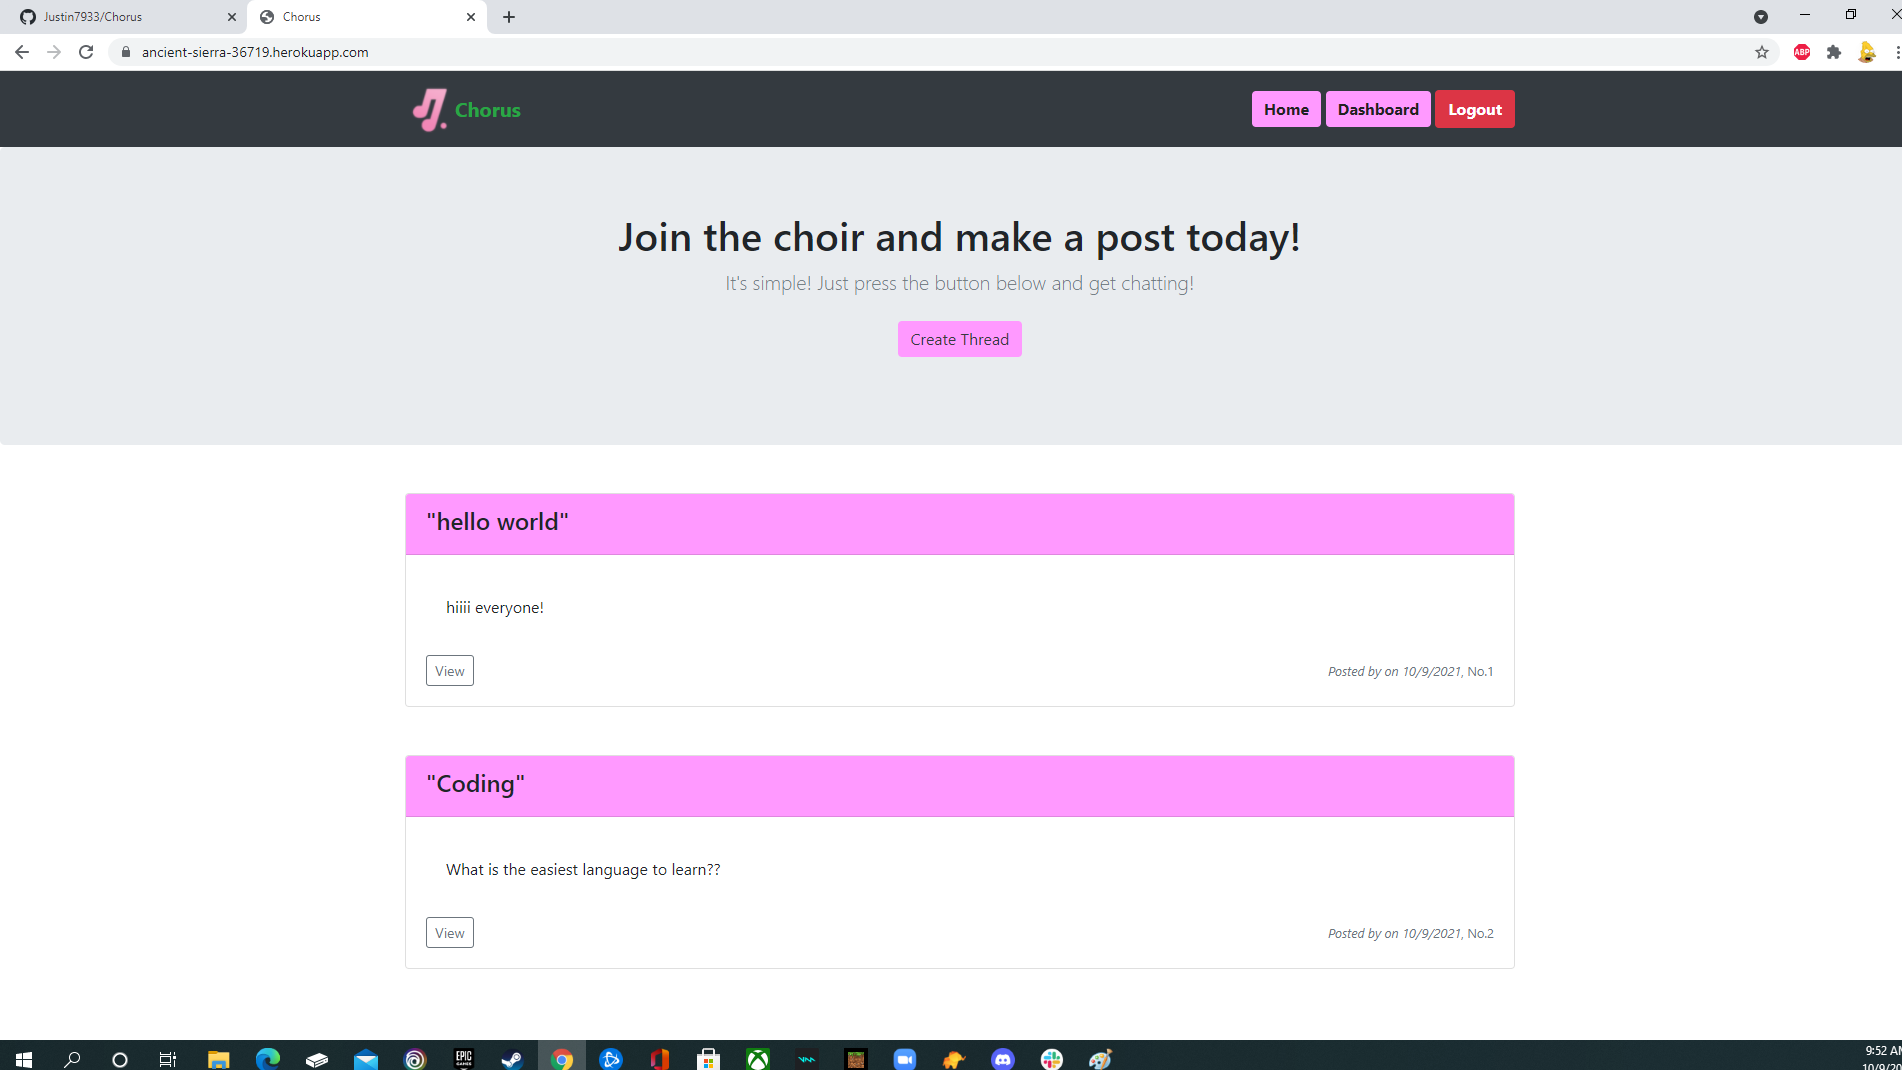 Justin7933/Chorus
Chorus
ancient-sierra-36719.herokuapp.com
ABP
Chorus
Home
Dashboard
Logout
Join the choir and make a post today!
It's simple! Just press the button below and get chatting!
Create Thread
"hello world"
hiiii everyone!
View
Posted by on 10/9/2021, No.1
"Coding"
What is the easiest language to learn??
View
Posted by on 10/9/2021, No.2
EPIC
GAMES
9:52 AM
10/9/20